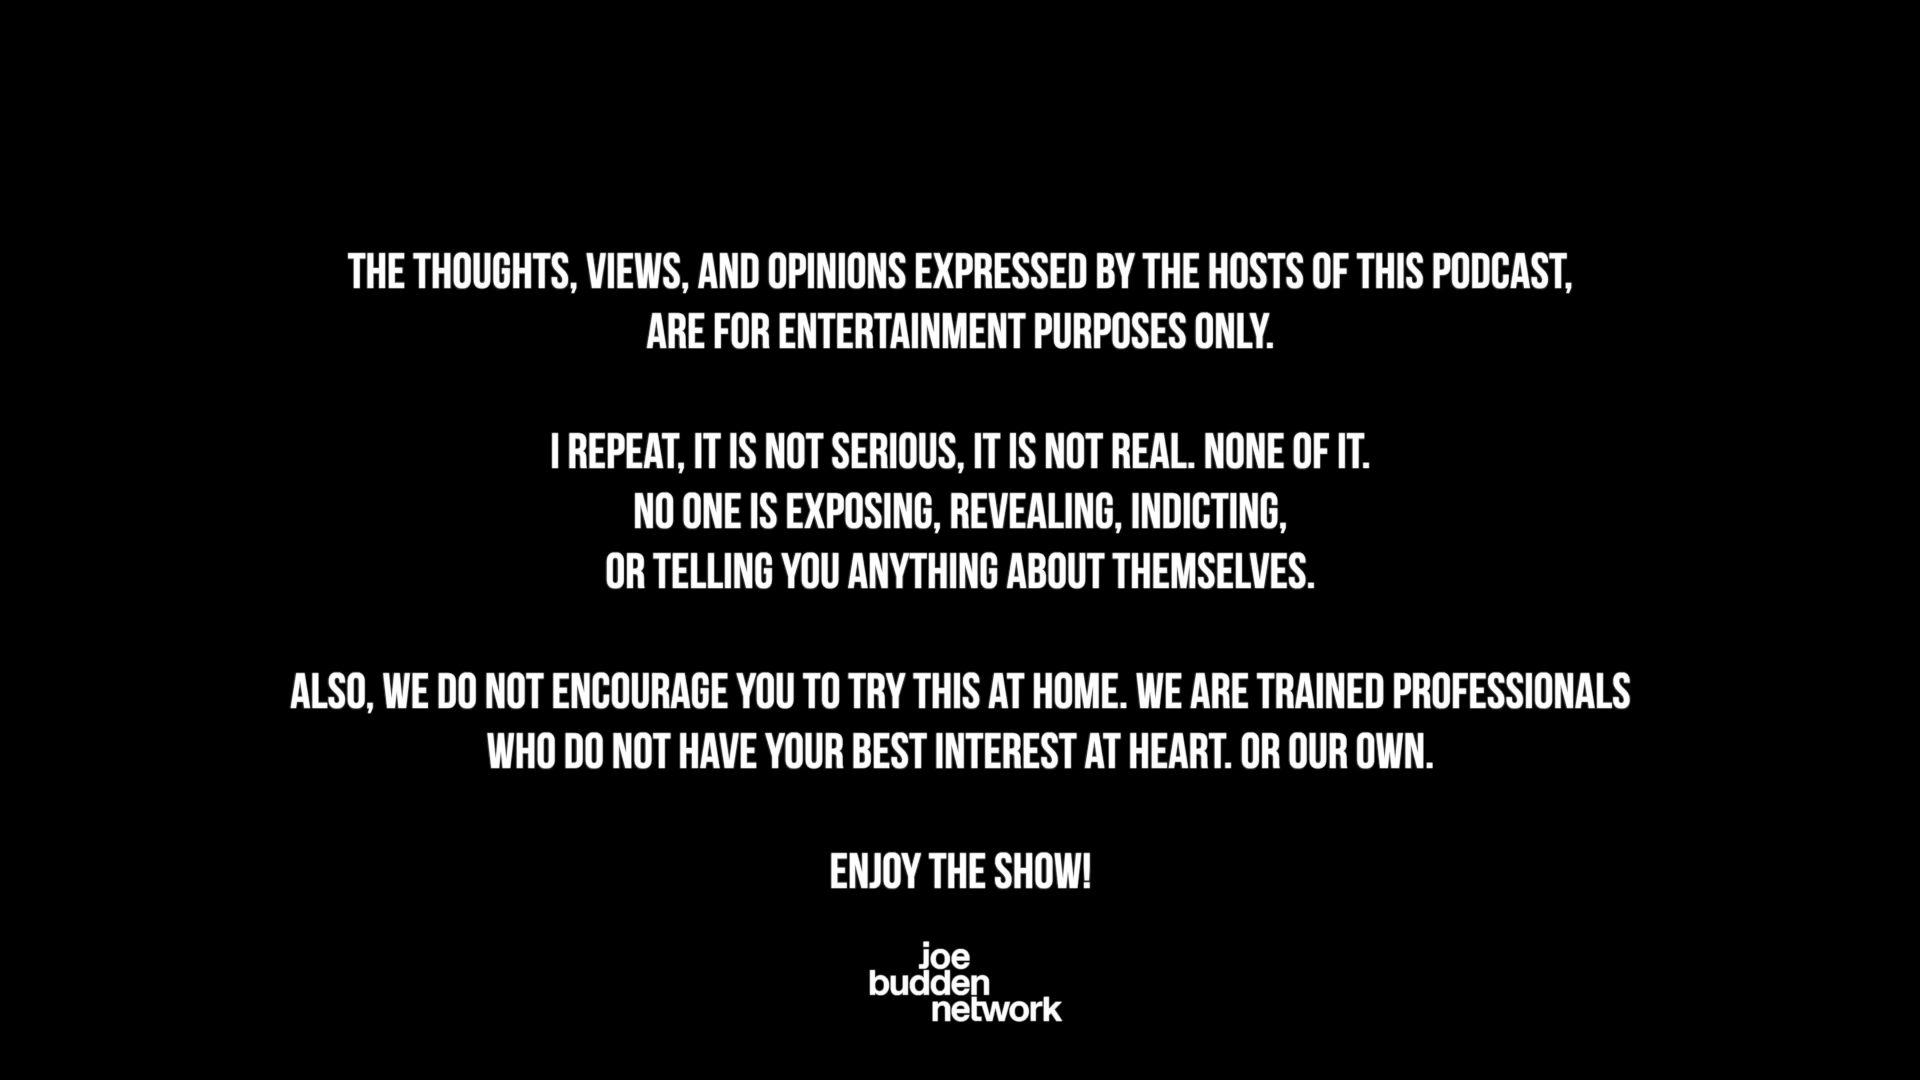 THE THOUGHTS, VIEWS, AND OPINIONS EXPRESSED BY THE HOSTS OF THIS PODCAST,
ARE FOR ENTERTAINMENT PURPOSES ONLY.
I REPEAT, IT IS NOT SERIOUS, IT IS NOT REAL. NONE OF IT.
NO ONE IS EXPOSING, REVEALING, INDICTING,
OR TELLING YOU ANYTHING ABOUT THEMSELVES.
ALSO, WE DO NOT ENCOURAGE YOU TO TRY THIS AT HOME. WE ARE TRAINED PROFESSIONALS
WHO DO NOT HAVE YOUR BEST INTEREST AT HEART. OR OUR OWN.
ENJOY THE SHOW!
joe
budden
network